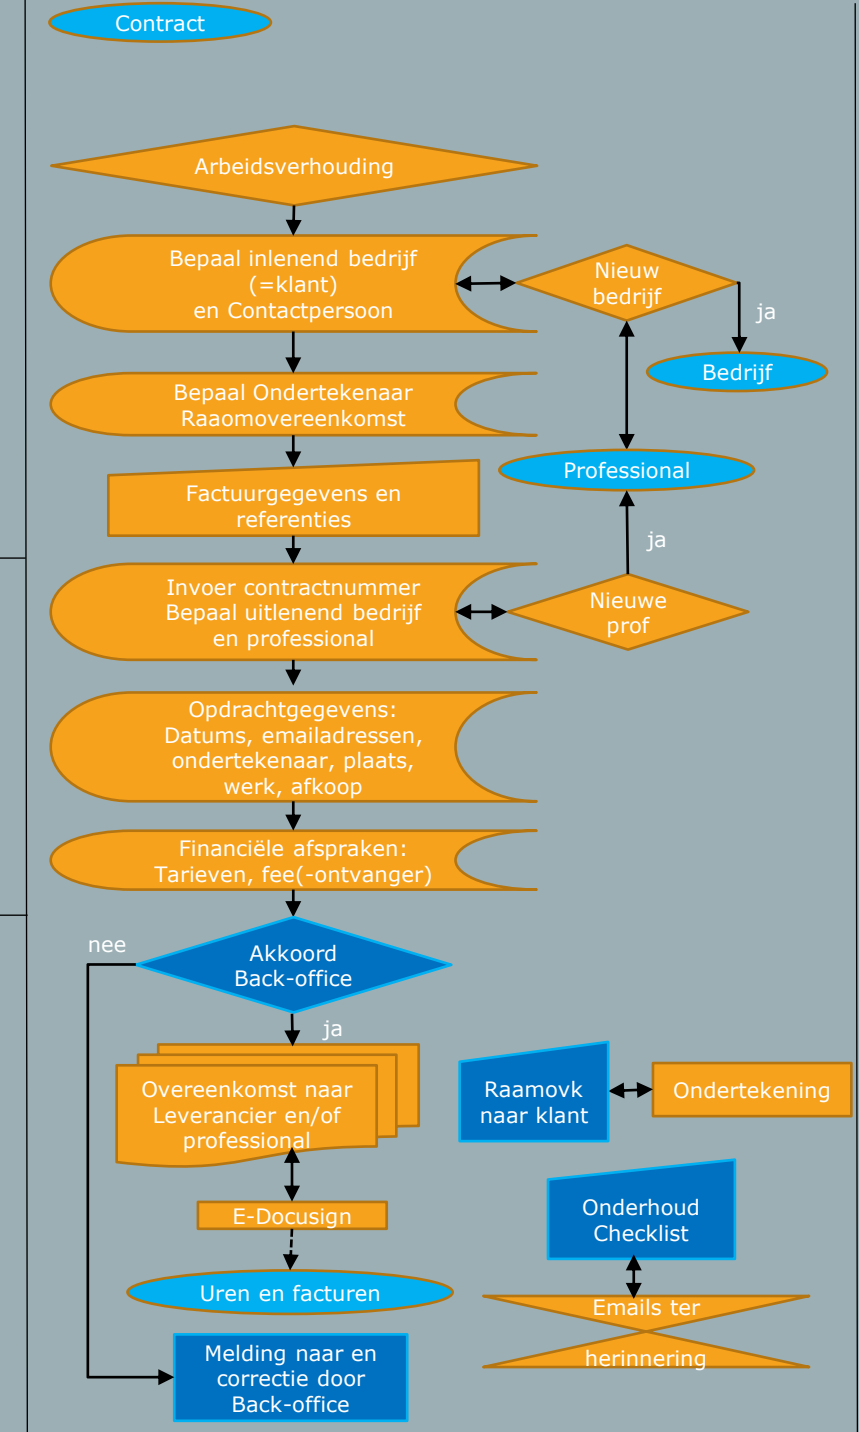 Contract
Arbeidsverhouding
Bepaal inlenend bedrijf
(=klant)
en Contactpersoon
Nieuw
bedrijf
ja
Bedrijf
Bepaal Ondertekenaar
Raaomovereenkomst
Professional
Factuurgegevens en
referenties
ja
Invoer contractnummer
Bepaal uitlenend bedrijf
en professional
Nieuwe
prof
Opdrachtgegevens:
Datums, emailadressen,
ondertekenaar, plaats,
werk, afkoop
Financiële afspraken:
Tarieven, fee(-ontvanger)
nee
Akkoord
Back-office
ja
Overeenkomst naar
Leverancier en/of
professional
Raamovk
naar klant
Ondertekening
E-Docusign
Onderhoud
Checklist
Uren en facturen
Emails ter
herinnering
Melding naar en
correctie door
Back-office